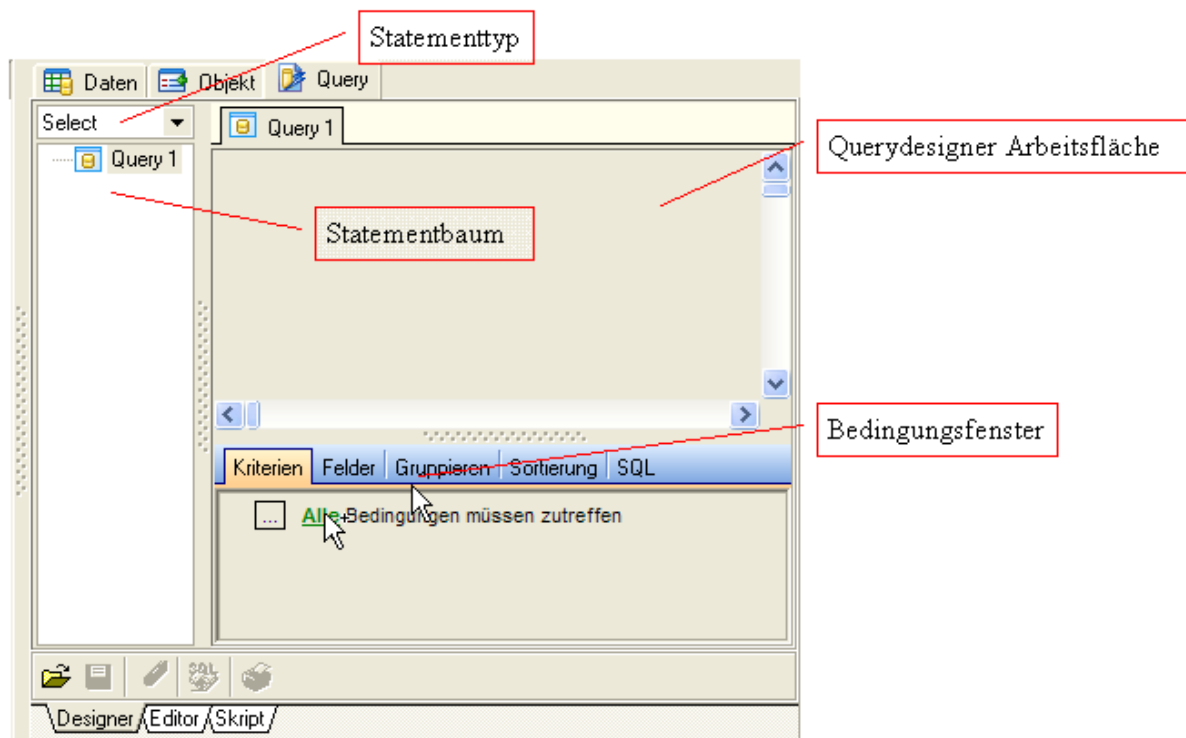 Statementtyp
Daten
Objekt
Query
Select
Query 1
Query 1
Querydesigner Arbeitsfläche
Statementbaum
Bedingungsfenster
Kriterien
Felder
Gruppieren
Sortierung
SQL
... Alle Bedingungen müssen zutreffen
SQL
Designer
Editor
Skript